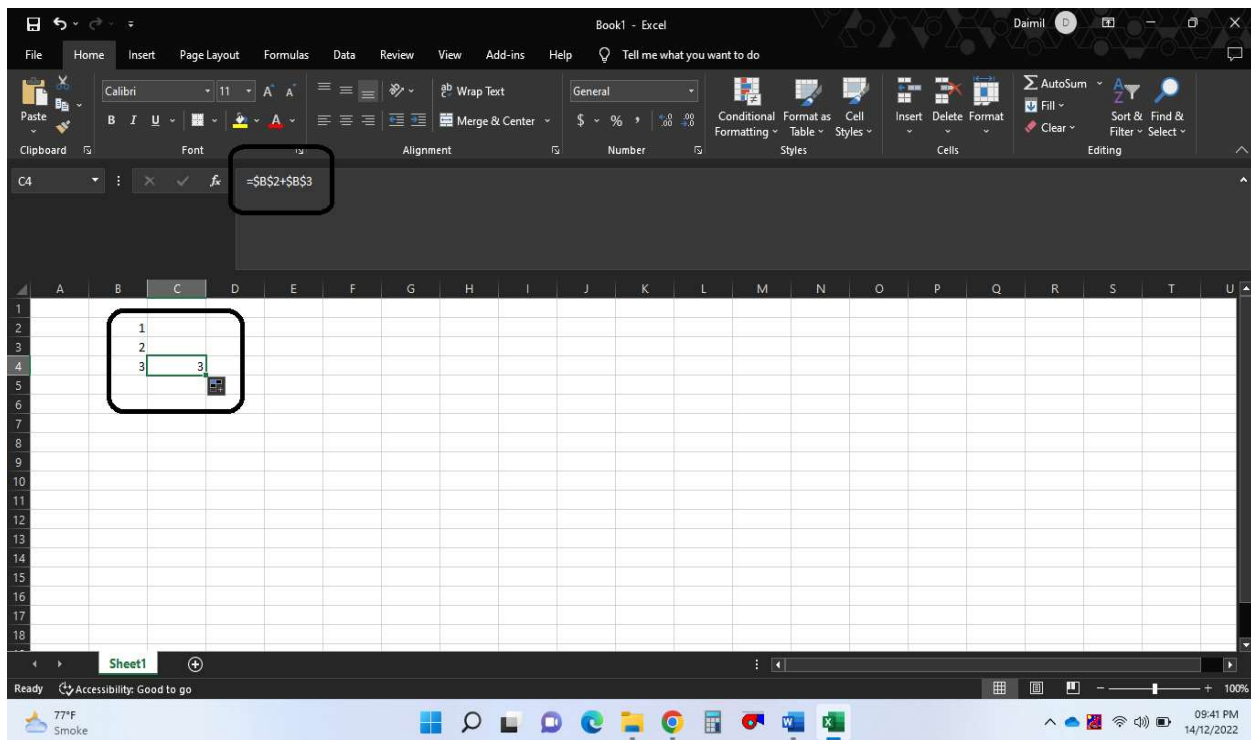 Book1 - Excel
Daimil D
File Home Insert Page Layout Formulas Data Review View Add-ins Help Tell me what you want to do
Paste
Calibri 11 A A
B I U A
ab Wrap Text
Merge & Center
General
$ % , .00 .00
Conditional Formatting
Format as Table
Cell Styles
Insert Delete Format
AutoSum
Fill
Clear
Sort & Filter
Find & Select
Clipboard Font Alignment Number Styles Cells Editing
C4 fx =$B$2+$B$3
A B C D E F G H I J K L M N O P Q R S T U
1
2 1
3 2
4 3 3
5
6
7
8
9
10
11
12
13
14
15
16
17
18
Sheet1
Ready Accessibility: Good to go 100%
77°F
Smoke
09:41 PM
14/12/2022